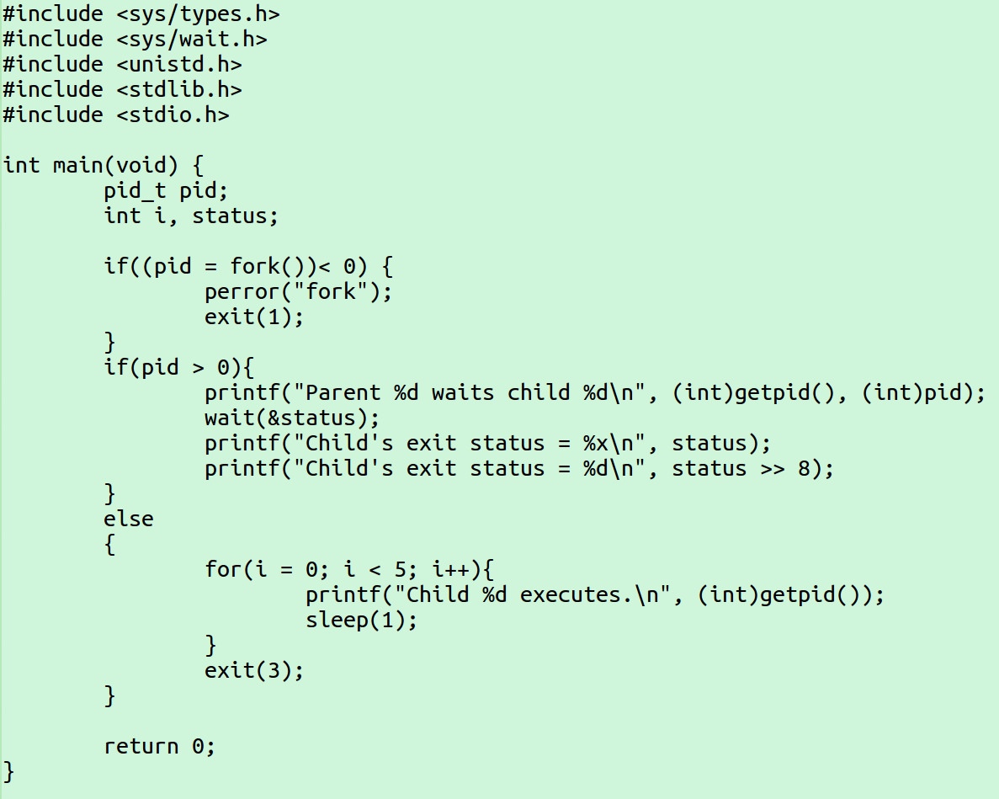 #include <sys/types.h>
#include <sys/wait.h>
#include <unistd.h>
#include <stdlib.h>
#include <stdio.h>

int main(void) {
        pid_t pid;
        int i, status;

        if((pid = fork())< 0) {
                perror("fork");
                exit(1);
        }
        if(pid > 0){
                printf("Parent %d waits child %d\n", (int)getpid(), (int)pid);
                wait(&status);
                printf("Child's exit status = %x\n", status);
                printf("Child's exit status = %d\n", status >> 8);
        }
        else
        {
                for(i = 0; i < 5; i++){
                        printf("Child %d executes.\n", (int)getpid());
                        sleep(1);
                }
                exit(3);
        }

        return 0;
}